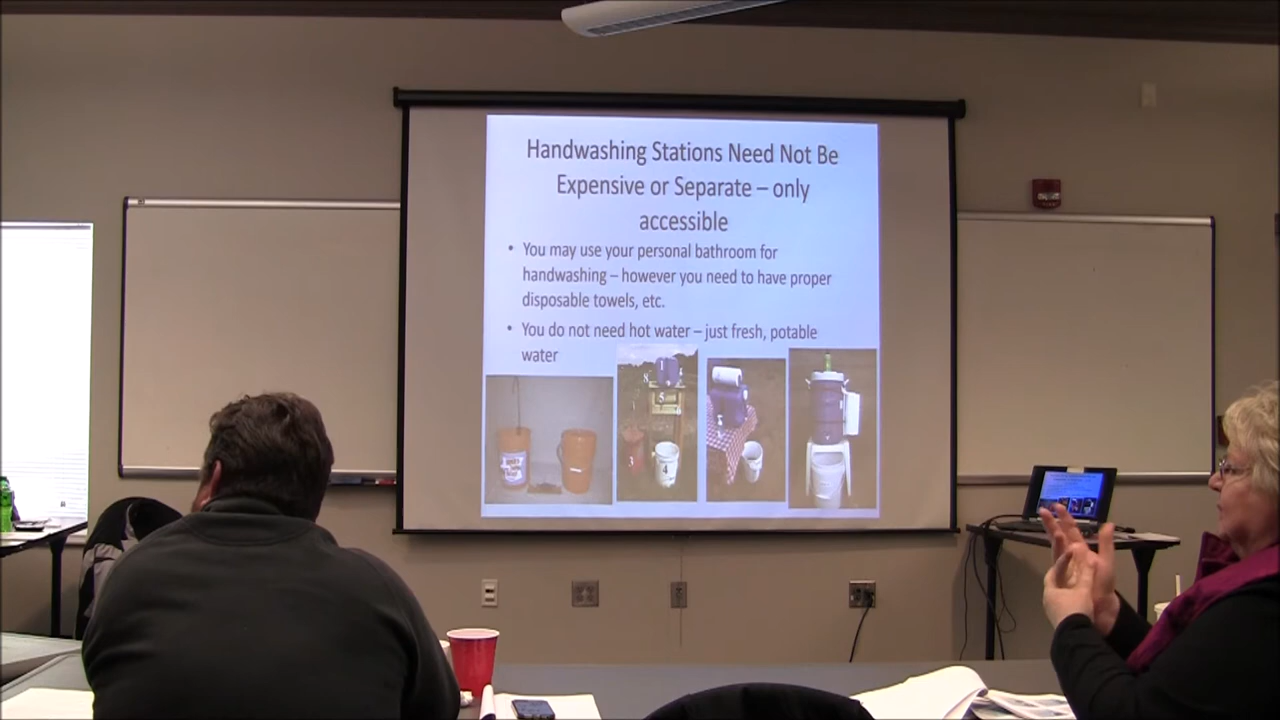 Handwashing Stations Need Not Be
Expensive or Separate – only
accessible
• You may use your personal bathroom for
handwashing – however you need to have proper
disposable towels, etc.
• You do not need hot water – just fresh, potable
water
1
5
3
4